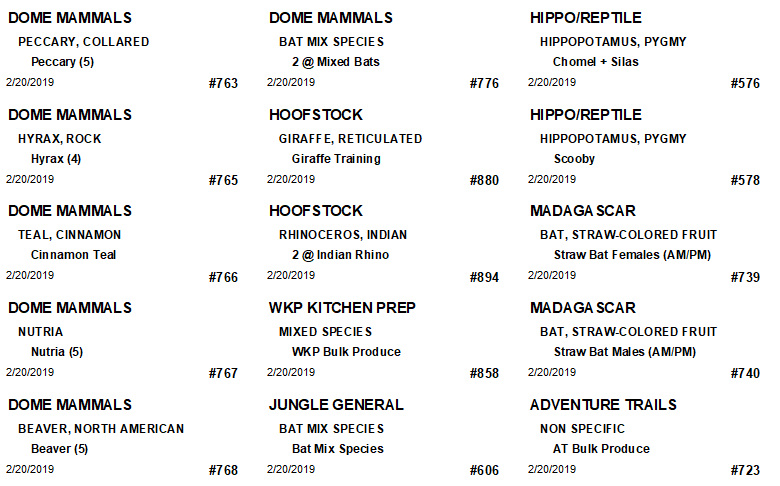 DOME MAMMALS
PECCARY, COLLARED
Peccary (5)
2/20/2019 #763
DOME MAMMALS
HYRAX, ROCK
Hyrax (4)
2/20/2019 #765
DOME MAMMALS
TEAL, CINNAMON
Cinnamon Teal
2/20/2019 #766
DOME MAMMALS
NUTRIA
Nutria (5)
2/20/2019 #767
DOME MAMMALS
BEAVER, NORTH AMERICAN
Beaver (5)
2/20/2019 #768
DOME MAMMALS
BAT MIX SPECIES
2 @ Mixed Bats
2/20/2019 #776
HOOFSTOCK
GIRAFFE, RETICULATED
Giraffe Training
2/20/2019 #880
HOOFSTOCK
RHINOCEROS, INDIAN
2 @ Indian Rhino
2/20/2019 #894
WKP KITCHEN PREP
MIXED SPECIES
WKP Bulk Produce
2/20/2019 #858
JUNGLE GENERAL
BAT MIX SPECIES
Bat Mix Species
2/20/2019 #606
HIPPO/REPTILE
HIPPOPOTAMUS, PYGMY
Chomel + Silas
2/20/2019 #576
HIPPO/REPTILE
HIPPOPOTAMUS, PYGMY
Scooby
2/20/2019 #578
MADAGASCAR
BAT, STRAW-COLORED FRUIT
Straw Bat Females (AM/PM)
2/20/2019 #739
MADAGASCAR
BAT, STRAW-COLORED FRUIT
Straw Bat Males (AM/PM)
2/20/2019 #740
ADVENTURE TRAILS
NON SPECIFIC
AT Bulk Produce
2/20/2019 #723